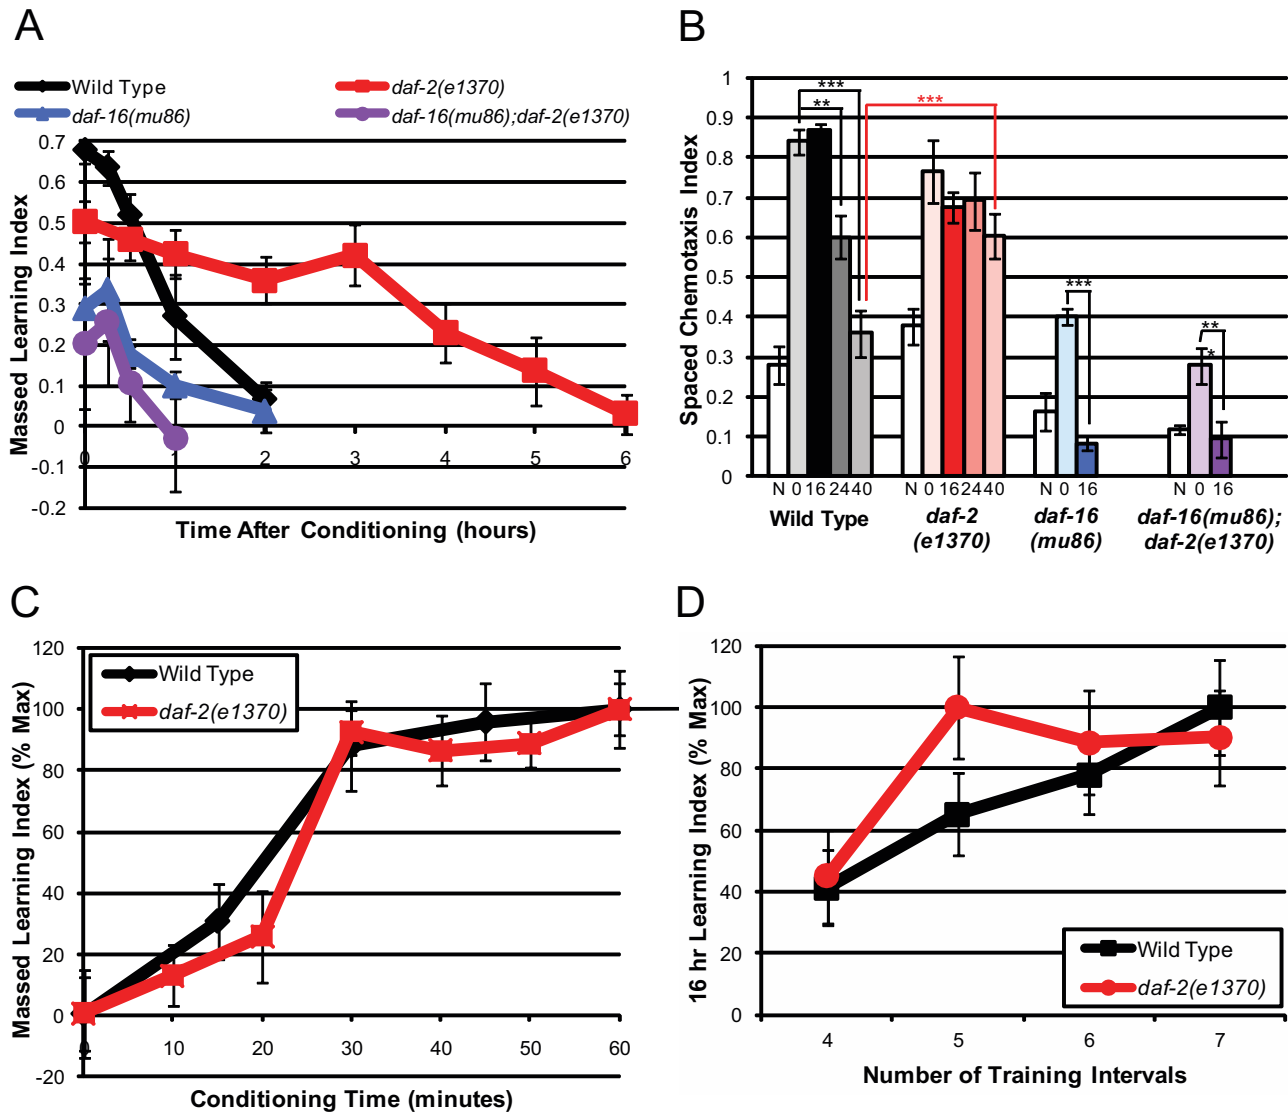 A
Wild Type
daf-2(e1370)
daf-16(mu86)
daf-16(mu86);daf-2(e1370)
Massed Learning Index
0.7
0.6
0.5
0.4
0.3
0.2
0.1
0
-0.1
-0.2
0 1 2 3 4 5 6
Time After Conditioning (hours)
B
Spaced Chemotaxis Index
1
0.9
0.8
0.7
0.6
0.5
0.4
0.3
0.2
0.1
0
***
**
***
***
**
*
N 0 16 24 40
N 0 16 24 40
N 0 16
N 0 16
Wild Type
daf-2
(e1370)
daf-16
(mu86)
daf-16(mu86);
daf-2(e1370)
C
Massed Learning Index (% Max)
120
100
80
60
40
20
0
-20
Wild Type
daf-2(e1370)
0 10 20 30 40 50 60
Conditioning Time (minutes)
D
16 hr Learning Index (% Max)
120
100
80
60
40
20
0
Wild Type
daf-2(e1370)
4 5 6 7
Number of Training Intervals